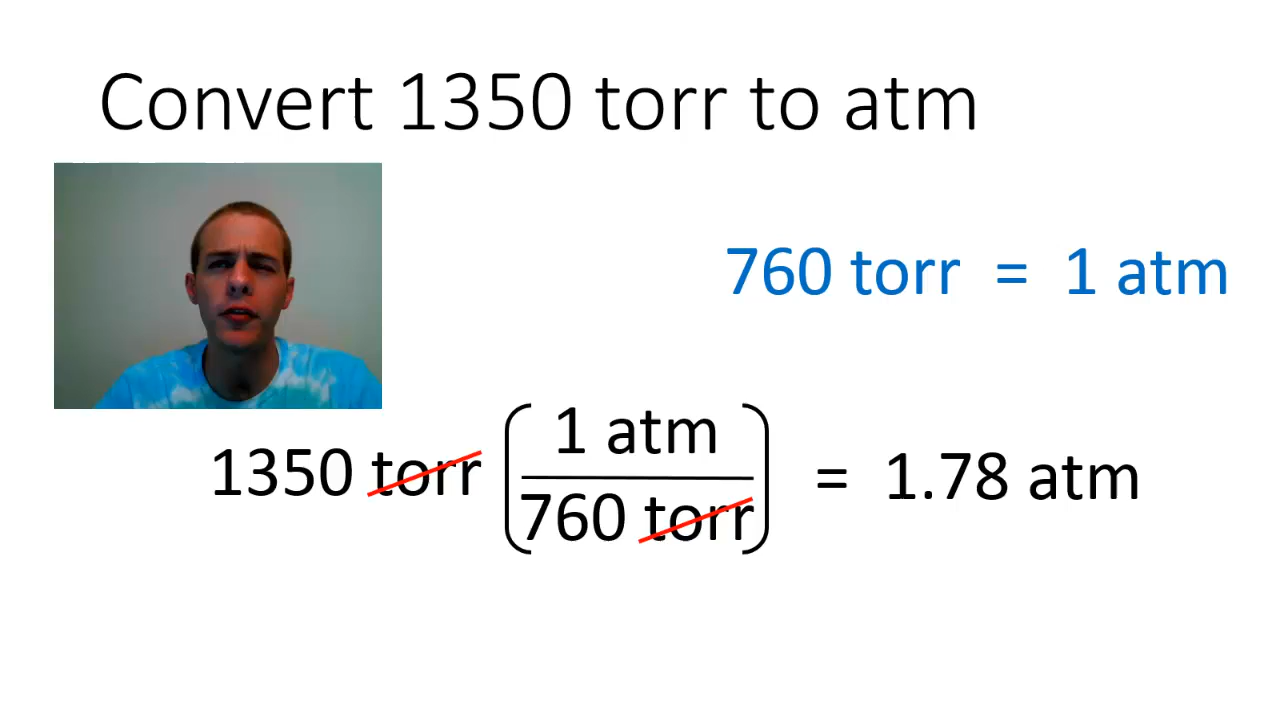 Convert 1350 torr to atm
760 torr = 1 atm
1350 torr ( 1 atm / 760 torr ) = 1.78 atm